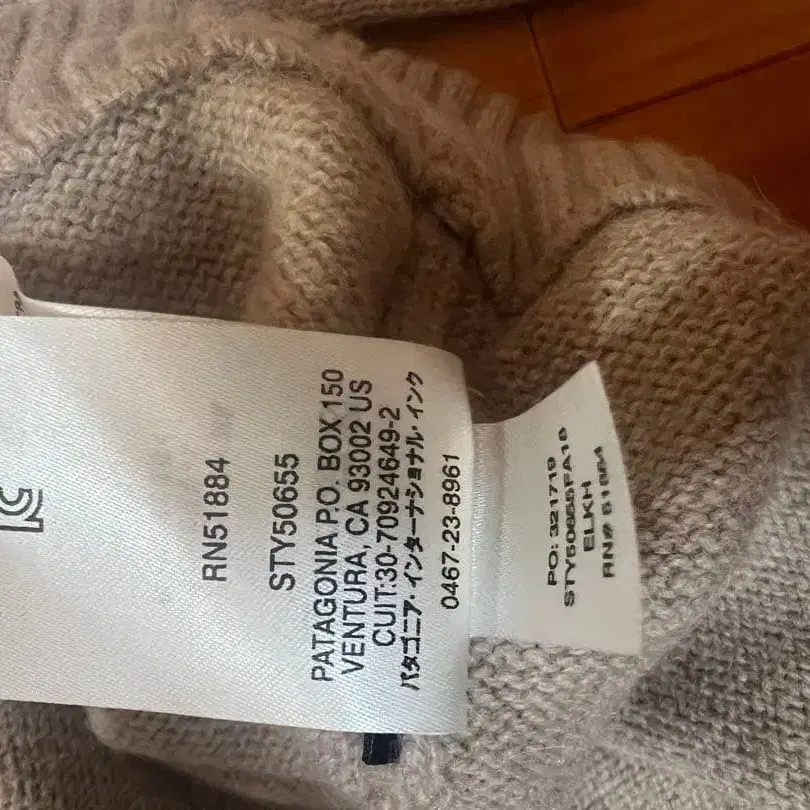 RN51884
STY50655
PATAGONIA P.O. BOX 150
VENTURA, CA 93002 US
CUIT:30-70924649-2
パタゴニア・インターナショナル・インク
0467-23-8961
PO: 321719
STY50655FA18
ELKH
RN# 51884